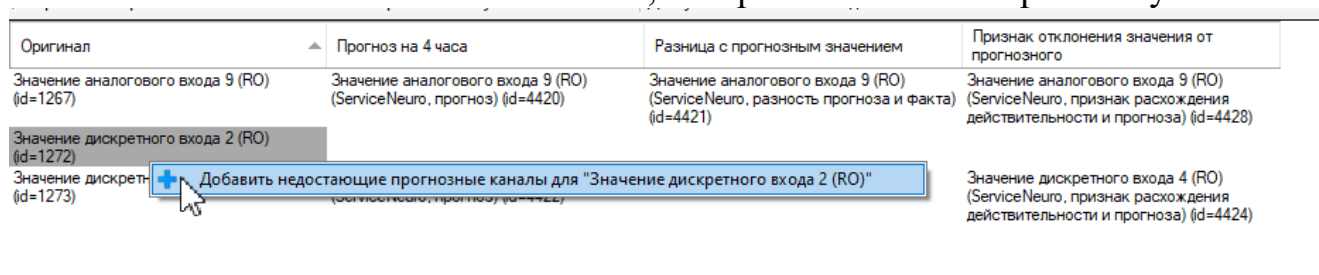 Оригинал
Прогноз на 4 часа
Разница с прогнозным значением
Признак отклонения значения от
прогнозного
Значение аналогового входа 9 (RO)
(id=1267)
Значение аналогового входа 9 (RO)
(ServiceNeuro, прогноз) (id=4420)
Значение аналогового входа 9 (RO)
(ServiceNeuro, разность прогноза и факта)
(id=4421)
Значение аналогового входа 9 (RO)
(ServiceNeuro, признак расхождения
действительности и прогноза) (id=4428)
Значение дискретного входа 2 (RO)
(id=1272)
Добавить недостающие прогнозные каналы для "Значение дискретного входа 2 (RO)"
Значение
(id=1273)
(ServiceNeuro, прогноз) (id=4422)
Значение дискретного входа 4 (RO)
(ServiceNeuro, признак расхождения
действительности и прогноза) (id=4424)